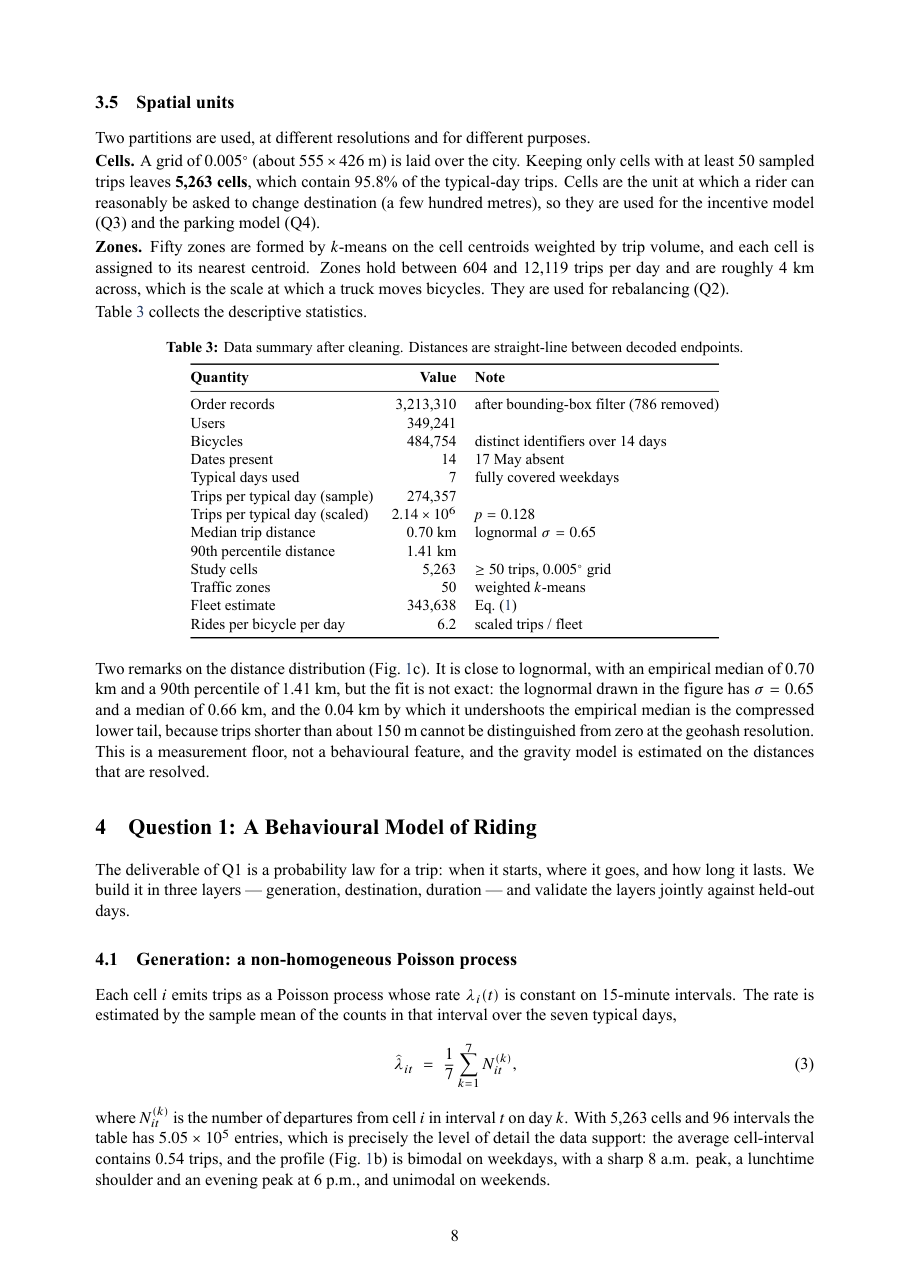 3.5 Spatial units
Two partitions are used, at different resolutions and for different purposes.
Cells. A grid of 0.005° (about 555 × 426 m) is laid over the city. Keeping only cells with at least 50 sampled
trips leaves 5,263 cells, which contain 95.8% of the typical-day trips. Cells are the unit at which a rider can
reasonably be asked to change destination (a few hundred metres), so they are used for the incentive model
(Q3) and the parking model (Q4).
Zones. Fifty zones are formed by k-means on the cell centroids weighted by trip volume, and each cell is
assigned to its nearest centroid. Zones hold between 604 and 12,119 trips per day and are roughly 4 km
across, which is the scale at which a truck moves bicycles. They are used for rebalancing (Q2).
Table 3 collects the descriptive statistics.
Table 3: Data summary after cleaning. Distances are straight-line between decoded endpoints.
Quantity Value Note
Order records 3,213,310 after bounding-box filter (786 removed)
Users 349,241
Bicycles 484,754 distinct identifiers over 14 days
Dates present 14 17 May absent
Typical days used 7 fully covered weekdays
Trips per typical day (sample) 274,357
Trips per typical day (scaled) 2.14 × 10⁶ p = 0.128
Median trip distance 0.70 km lognormal σ = 0.65
90th percentile distance 1.41 km
Study cells 5,263 ≥ 50 trips, 0.005° grid
Traffic zones 50 weighted k-means
Fleet estimate 343,638 Eq. (1)
Rides per bicycle per day 6.2 scaled trips / fleet
Two remarks on the distance distribution (Fig. 1c). It is close to lognormal, with an empirical median of 0.70
km and a 90th percentile of 1.41 km, but the fit is not exact: the lognormal drawn in the figure has σ = 0.65
and a median of 0.66 km, and the 0.04 km by which it undershoots the empirical median is the compressed
lower tail, because trips shorter than about 150 m cannot be distinguished from zero at the geohash resolution.
This is a measurement floor, not a behavioural feature, and the gravity model is estimated on the distances
that are resolved.
4 Question 1: A Behavioural Model of Riding
The deliverable of Q1 is a probability law for a trip: when it starts, where it goes, and how long it lasts. We
build it in three layers — generation, destination, duration — and validate the layers jointly against held-out
days.
4.1 Generation: a non-homogeneous Poisson process
Each cell i emits trips as a Poisson process whose rate λᵢ(t) is constant on 15-minute intervals. The rate is
estimated by the sample mean of the counts in that interval over the seven typical days,
λ̂_it = 1/7 ∑_{k=1}^{7} N_it^(k), (3)
where N_it^(k) is the number of departures from cell i in interval t on day k. With 5,263 cells and 96 intervals the
table has 5.05 × 10⁵ entries, which is precisely the level of detail the data support: the average cell-interval
contains 0.54 trips, and the profile (Fig. 1b) is bimodal on weekdays, with a sharp 8 a.m. peak, a lunchtime
shoulder and an evening peak at 6 p.m., and unimodal on weekends.
8